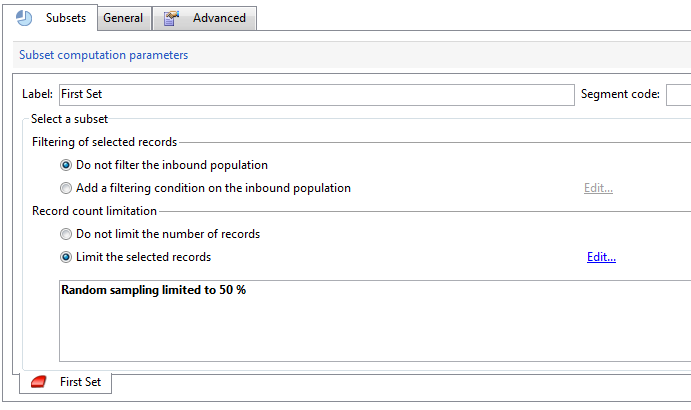 Subsets General Advanced
Subset computation parameters
Label: First Set Segment code:
Select a subset
Filtering of selected records
Do not filter the inbound population
Add a filtering condition on the inbound population Edit...
Record count limitation
Do not limit the number of records
Limit the selected records Edit...
Random sampling limited to 50 %
First Set